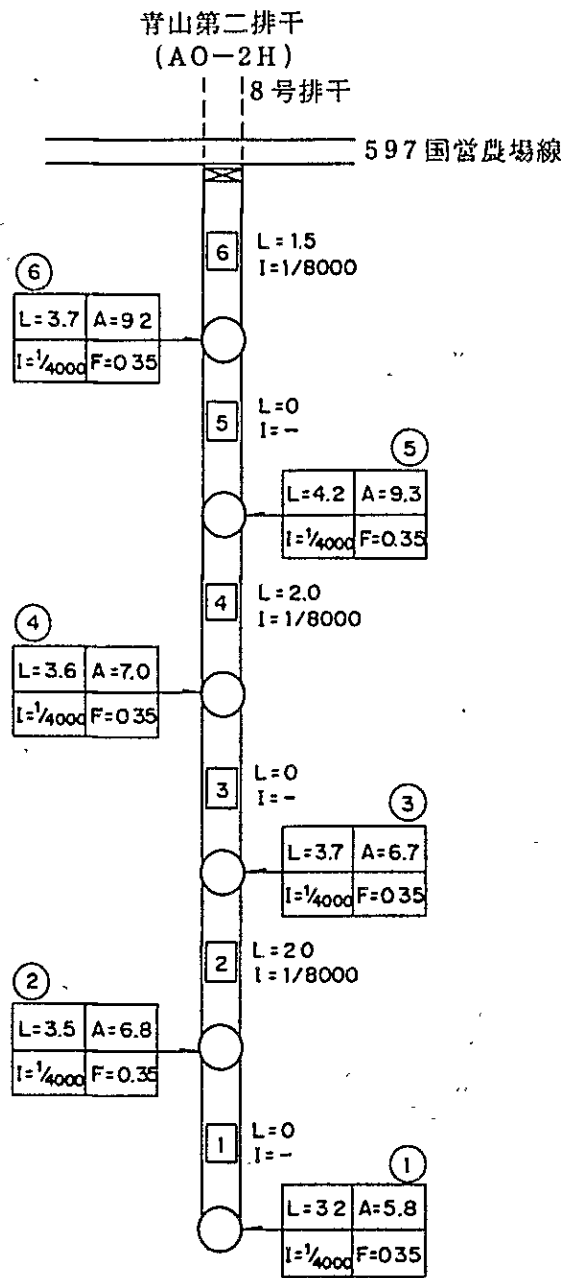 青山第二排干
(AO-2H)
8号排干
597国営農場線
6
L=1.5
I=1/8000
⑥
L=3.7 A=9 2
I=1/4000 F=0 35
5
L=0
I=-
⑤
L=4.2 A=9.3
I=1/4000 F=0.35
4
L=2.0
I=1/8000
④
L=3.6 A=7.0
I=1/4000 F=0 35
3
L=0
I=-
③
L=3.7 A=6.7
I=1/4000 F=0 35
2
L=2 0
I=1/8000
②
L=3.5 A=6.8
I=1/4000 F=0.35
1
L=0
I=-
①
L=3 2 A=5.8
I=1/4000 F=0 35